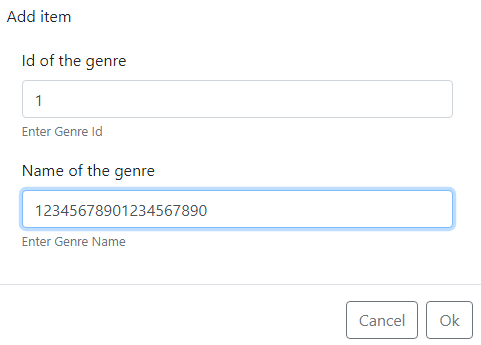 Add item
Id of the genre
1
Enter Genre Id
Name of the genre
12345678901234567890
Enter Genre Name
Cancel Ok